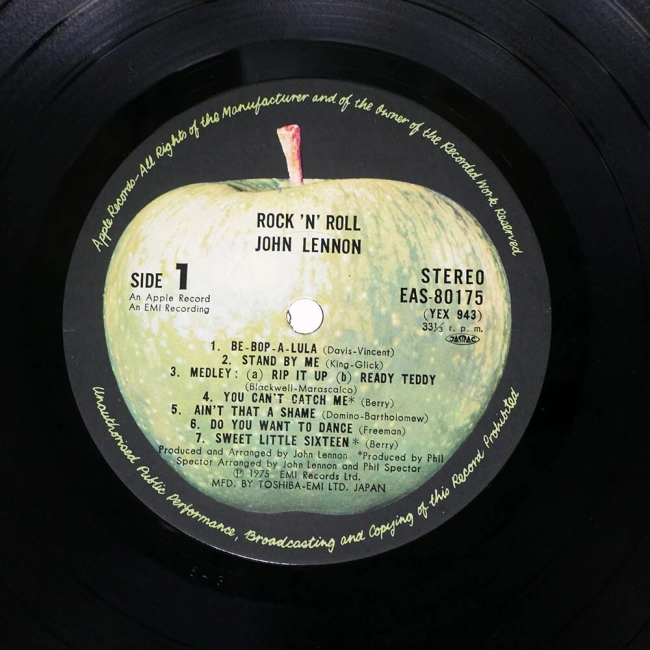 Apple Records-All Rights of the Manufacturer and of the Owner of the Recorded Work Reserved
ROCK 'N' ROLL
JOHN LENNON
SIDE 1
An Apple Record
An EMI Recording
STEREO
EAS-80175
(YEX 943)
33⅓ r. p. m.
JASRAC
1. BE-BOP-A-LULA (Davis-Vincent)
2. STAND BY ME (King-Glick)
3. MEDLEY: (a) RIP IT UP (b) READY TEDDY
(Blackwell-Marascalco)
4. YOU CAN'T CATCH ME* (Berry)
5. AIN'T THAT A SHAME (Domino-Bartholomew)
6. DO YOU WANT TO DANCE (Freeman)
7. SWEET LITTLE SIXTEEN* (Berry)
Produced and Arranged by John Lennon *Produced by Phil
Spector Arranged by John Lennon and Phil Spector
℗ 1975 EMI Records Ltd.
MFD. BY TOSHIBA-EMI LTD. JAPAN
Unauthorised Public Performance, Broadcasting and Copying of this Record Prohibited